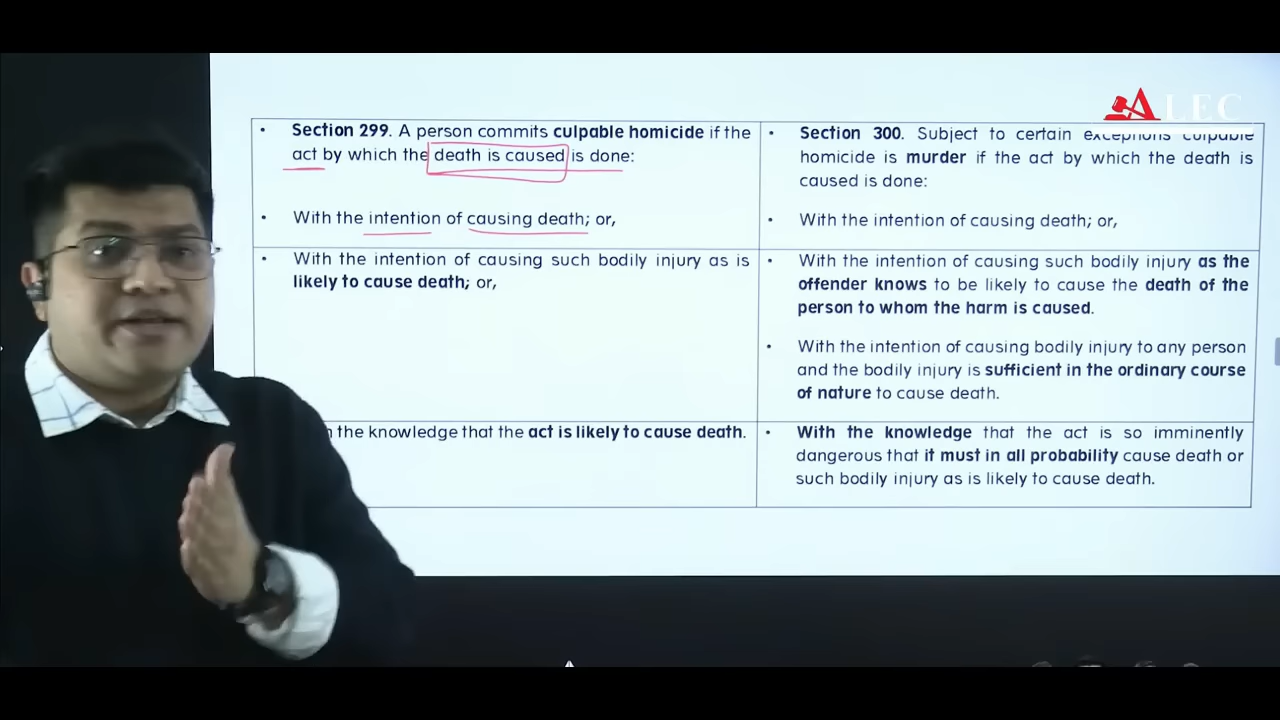 ALEC
Section 299. A person commits culpable homicide if the
act by which the death is caused is done:
With the intention of causing death; or,
With the intention of causing such bodily injury as is
likely to cause death; or,
the knowledge that the act is likely to cause death.
Section 300. Subject to certain exceptions culpable
homicide is murder if the act by which the death is
caused is done:
With the intention of causing death; or,
With the intention of causing such bodily injury as the
offender knows to be likely to cause the death of the
person to whom the harm is caused.
With the intention of causing bodily injury to any person
and the bodily injury is sufficient in the ordinary course
of nature to cause death.
With the knowledge that the act is so imminently
dangerous that it must in all probability cause death or
such bodily injury as is likely to cause death.